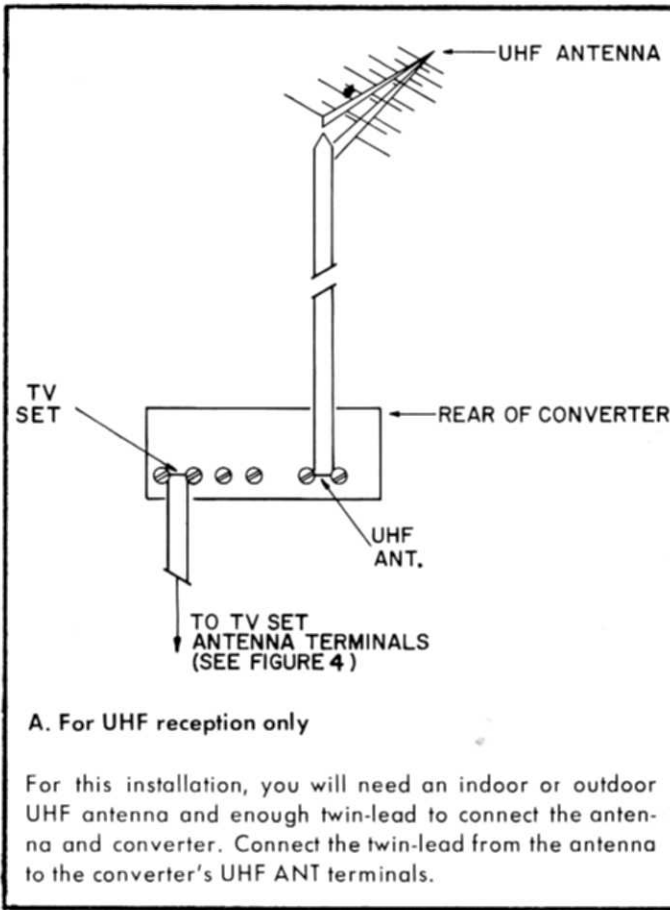 UHF ANTENNA
TV
SET
REAR OF CONVERTER
UHF
ANT.
TO TV SET
ANTENNA TERMINALS
(SEE FIGURE 4)
A. For UHF reception only
For this installation, you will need an indoor or outdoor
UHF antenna and enough twin-lead to connect the anten-
na and converter. Connect the twin-lead from the antenna
to the converter's UHF ANT terminals.